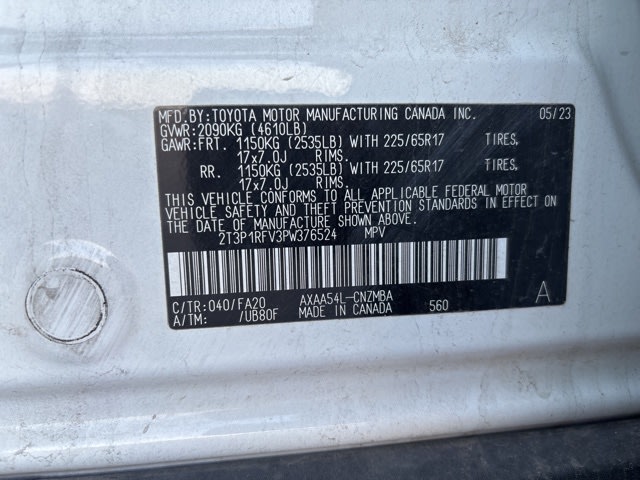 MFD.BY:TOYOTA MOTOR MANUFACTURING CANADA INC. 05/23
GVWR:2090KG (4610LB)
GAWR:FRT. 1150KG (2535LB) WITH 225/65R17 TIRES,
17x7.0J RIMS.
RR. 1150KG (2535LB) WITH 225/65R17 TIRES,
17x7.0J RIMS.
THIS VEHICLE CONFORMS TO ALL APPLICABLE FEDERAL MOTOR
VEHICLE SAFETY AND THEFT PREVENTION STANDARDS IN EFFECT ON
THE DATE OF MANUFACTURE SHOWN ABOVE.
2T3P1RFV3PW376524 MPV
C/TR:040/FA20 AXAA54L-CNZMBA 560 A
A/TM: /UB80F MADE IN CANADA